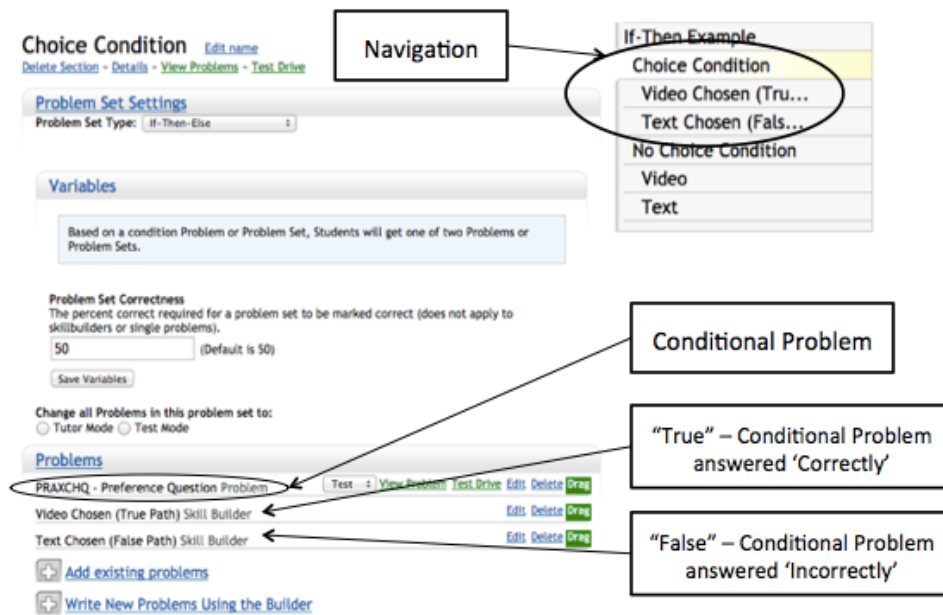 Choice Condition Edit name
Delete Section - Details - View Problems - Test Drive
Problem Set Settings
Problem Set Type: If-Then-Else
Variables
Based on a condition Problem or Problem Set, Students will get one of two Problems or
Problem Sets.
Problem Set Correctness
The percent correct required for a problem set to be marked correct (does not apply to
skillbuilders or single problems).
50 (Default is 50)
Save Variables
Change all Problems in this problem set to:
Tutor Mode Test Mode
Problems
PRAXCHQ - Preference Question Problem Test View Problem Test Drive Edit Delete Drag
Video Chosen (True Path) Skill Builder Edit Delete Drag
Text Chosen (False Path) Skill Builder Edit Delete Drag
Add existing problems
Write New Problems Using the Builder
Navigation
If-Then Example
Choice Condition
Video Chosen (Tru...
Text Chosen (Fals...
No Choice Condition
Video
Text
Conditional Problem
“True” – Conditional Problem
answered ‘Correctly’
“False” – Conditional Problem
answered ‘Incorrectly’